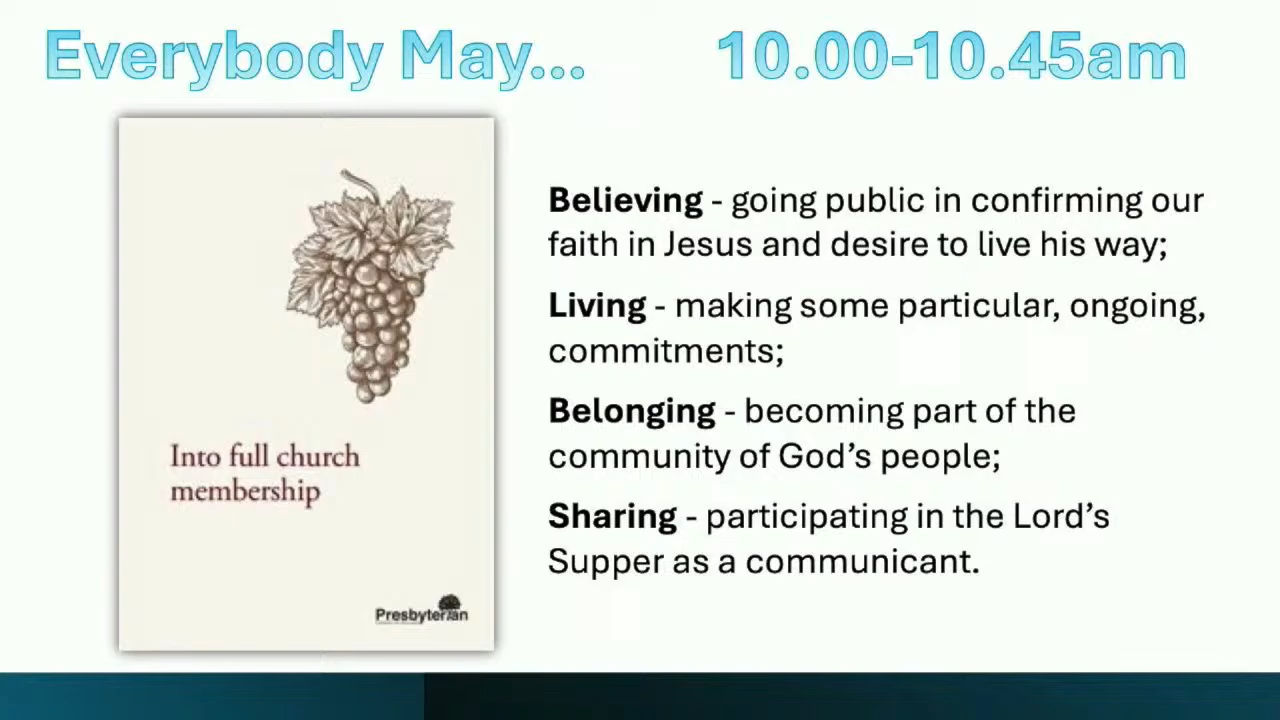 Everybody May... 10.00-10.45am
Into full church
membership
Presbyterian
Believing - going public in confirming our
faith in Jesus and desire to live his way;
Living - making some particular, ongoing,
commitments;
Belonging - becoming part of the
community of God’s people;
Sharing - participating in the Lord’s
Supper as a communicant.